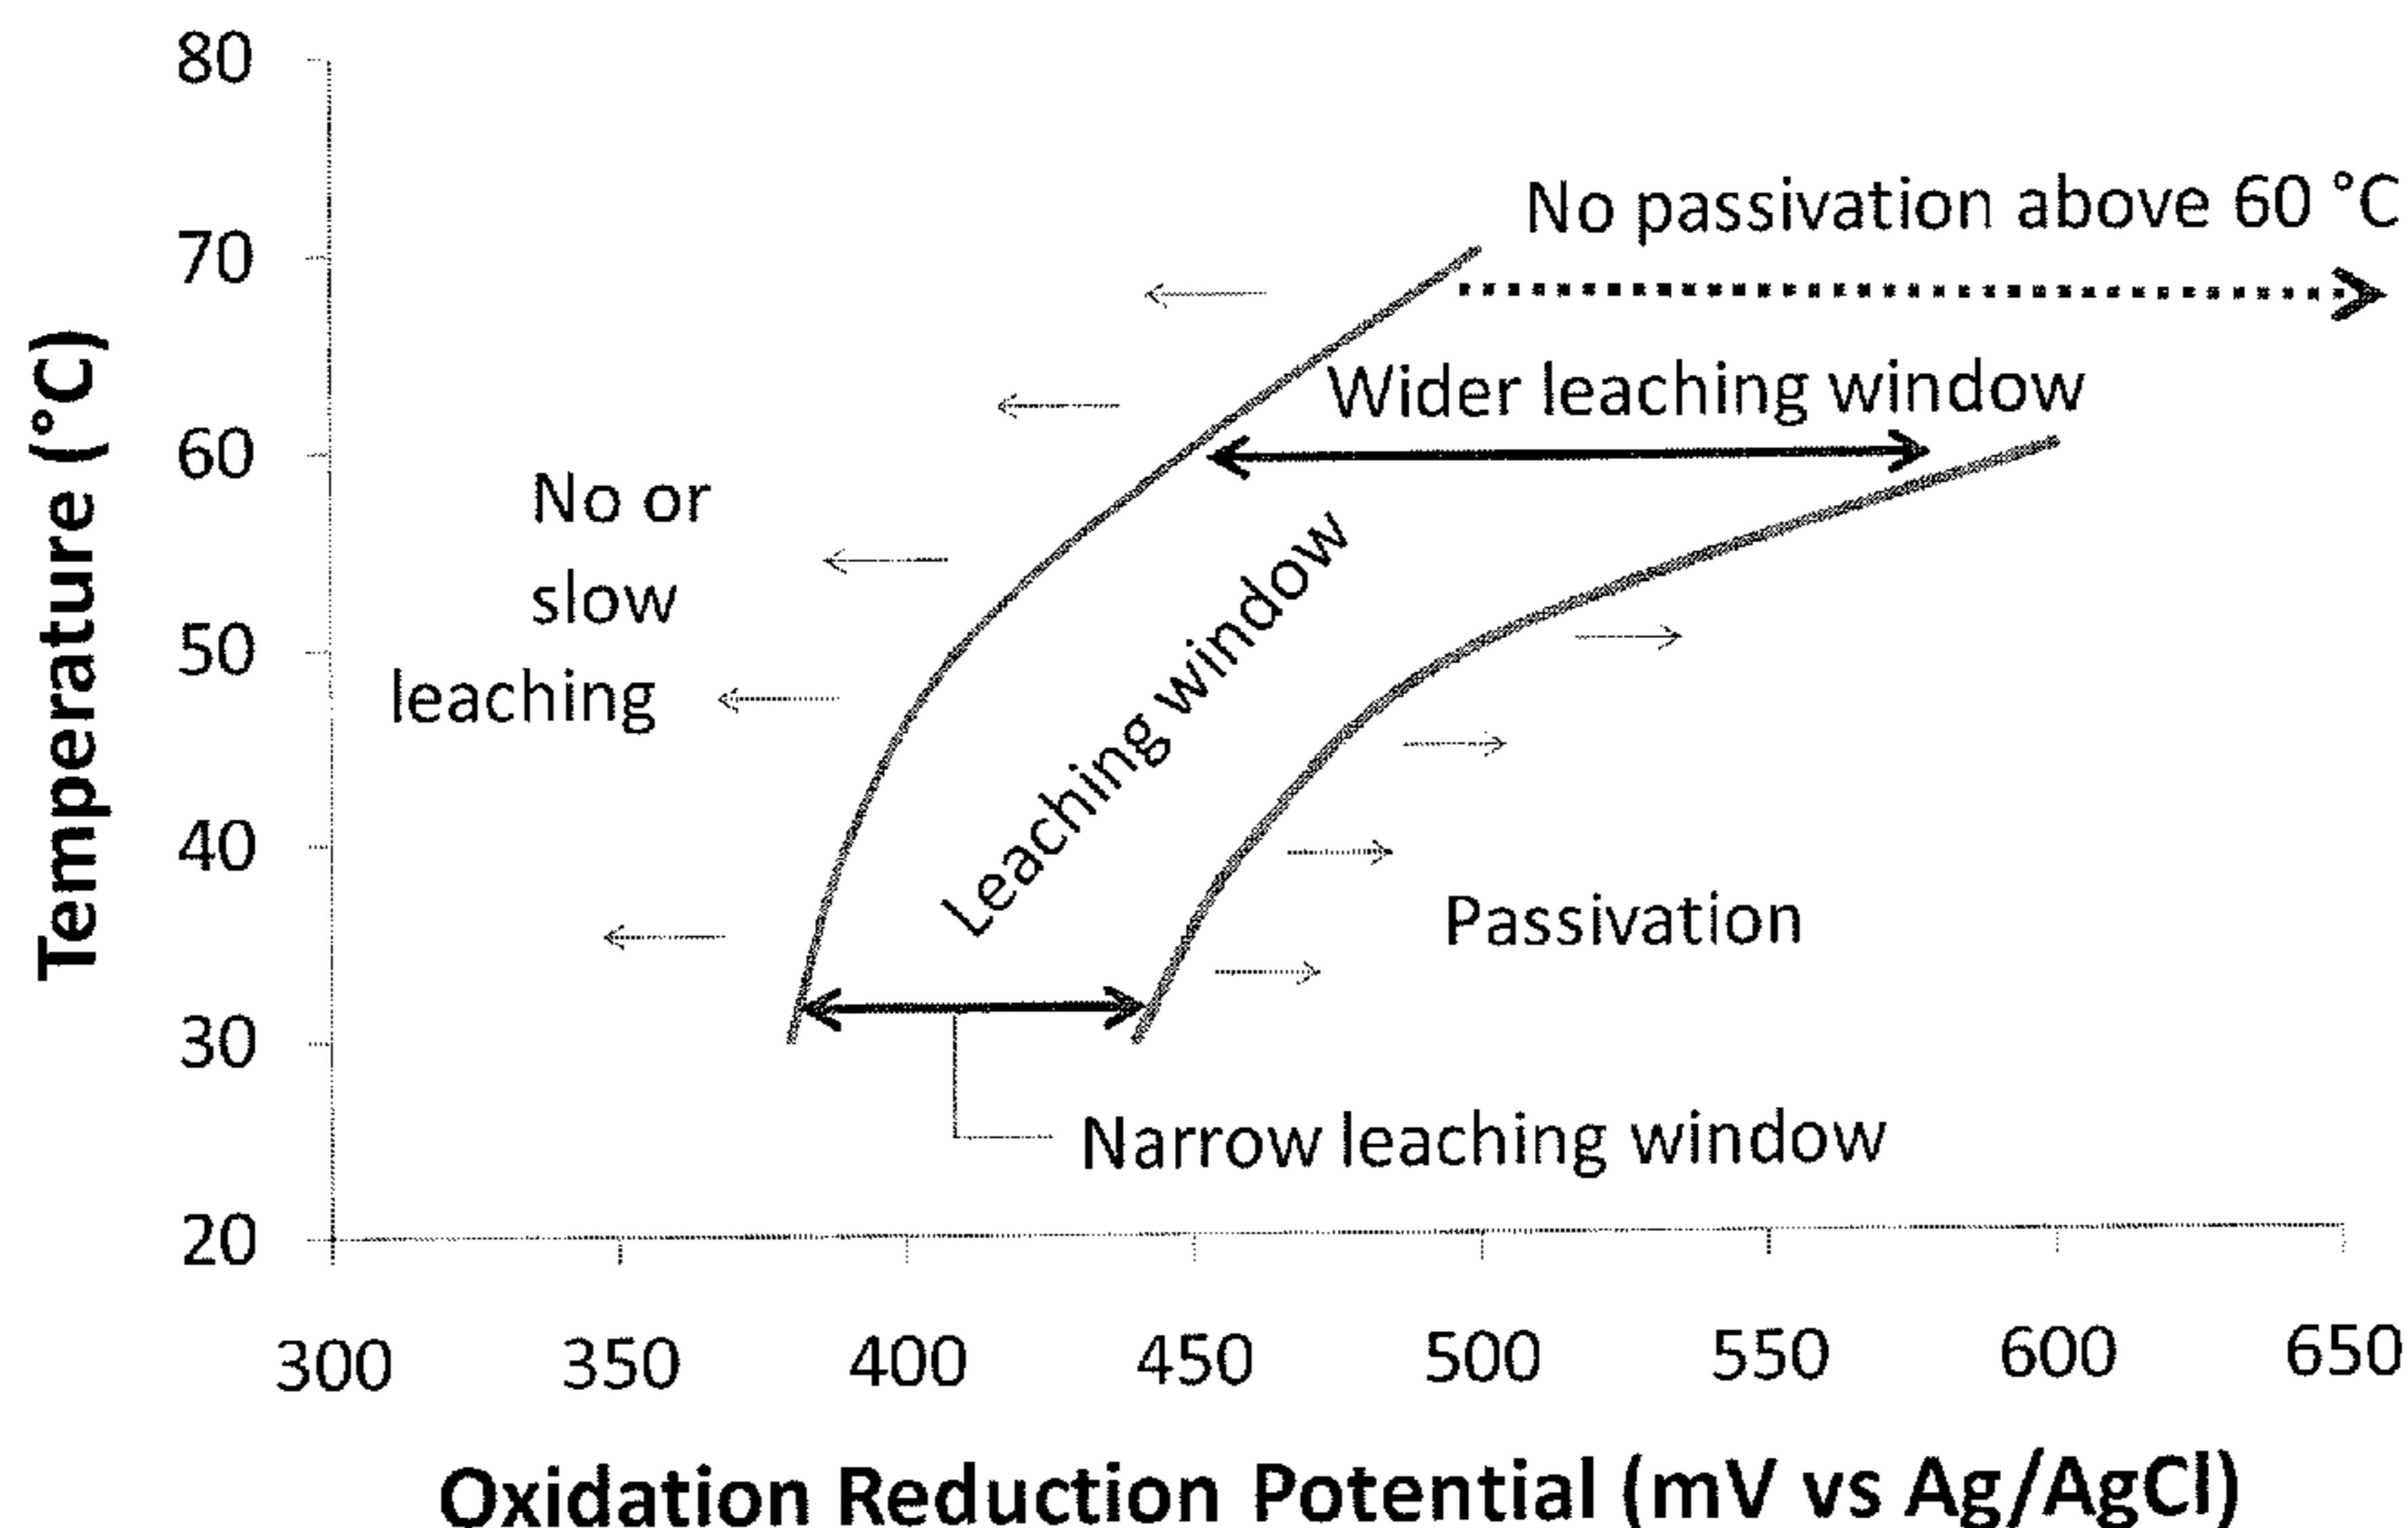 80
No passivation above 60 °C
70
Wider leaching window
60
No or
slow
leaching
50
Leaching window
40
Passivation
30
Narrow leaching window
20
300 350 400 450 500 550 600 650
Temperature (°C)
Oxidation Reduction Potential (mV vs Ag/AgCl)